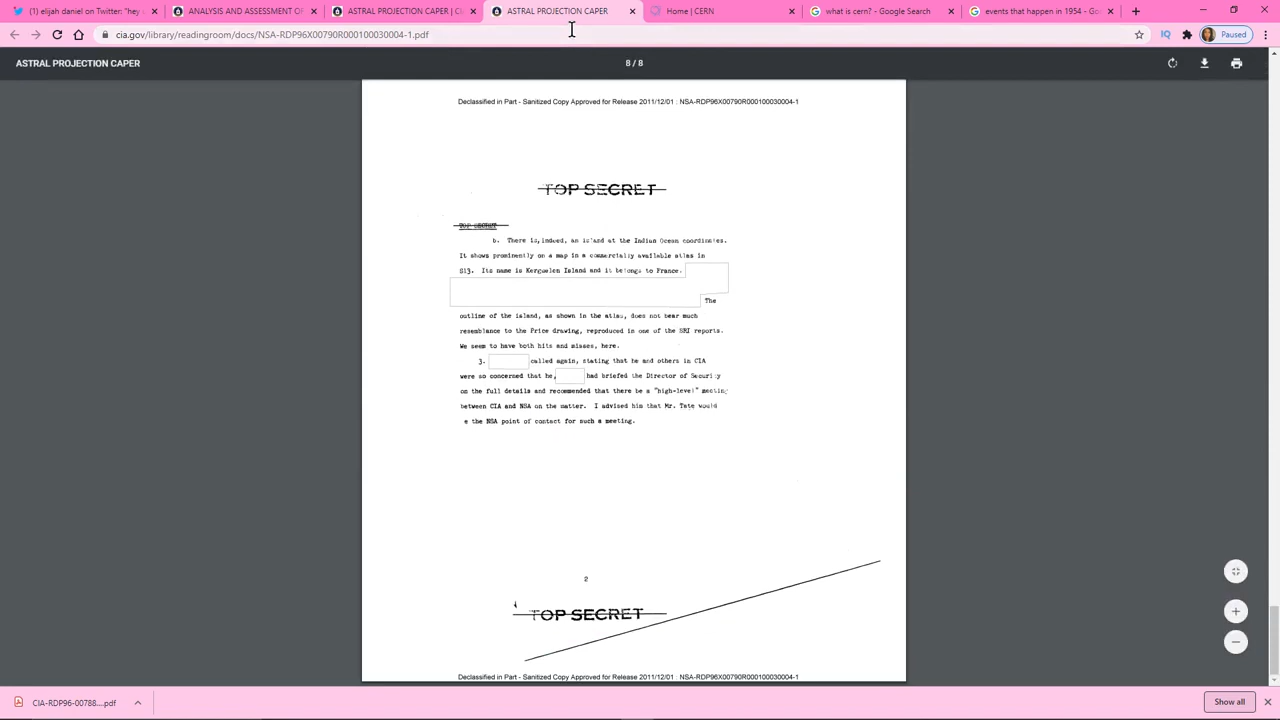 (1) elijah daniel on Twitter: "hey
ANALYSIS AND ASSESSMENT OF
ASTRAL PROJECTION CAPER | CI
ASTRAL PROJECTION CAPER
Home | CERN
what is cern? - Google Search
events that happen in 1954 - Goo
cia.gov/library/readingroom/docs/NSA-RDP96X00790R000100030004-1.pdf
Paused
ASTRAL PROJECTION CAPER
8 / 8
Declassified in Part - Sanitized Copy Approved for Release 2011/12/01 : NSA-RDP96X00790R000100030004-1
TOP SECRET
TOP SECRET
b. There is, indeed, an island at the Indian Ocean coordinates.
It shows prominently on a map in a commercially available atlas in
S13. Its name is Kerguelen Island and it belongs to France.
The
outline of the island, as shown in the atlas, does not bear much
resemblance to the Price drawing, reproduced in one of the SRI reports.
We seem to have both hits and misses, here.
3. called again, stating that he and others in CIA
were so concerned that he, had briefed the Director of Security
on the full details and recommended that there be a "high-level" meeting
between CIA and NSA on the matter. I advised him that Mr. Tate would
e the NSA point of contact for such a meeting.
2
TOP SECRET
Declassified in Part - Sanitized Copy Approved for Release 2011/12/01 : NSA-RDP96X00790R000100030004-1
CIA-RDP96-00788....pdf
Show all